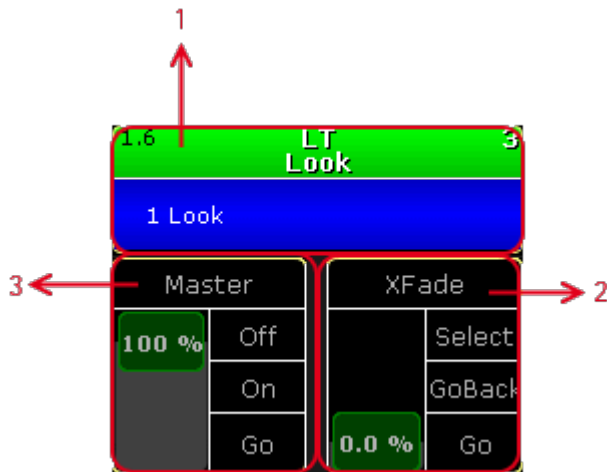 1
1.6 LT 3
Look
1 Look
3 Master XFade 2
100 % Off Select
On GoBack
Go 0.0 % Go